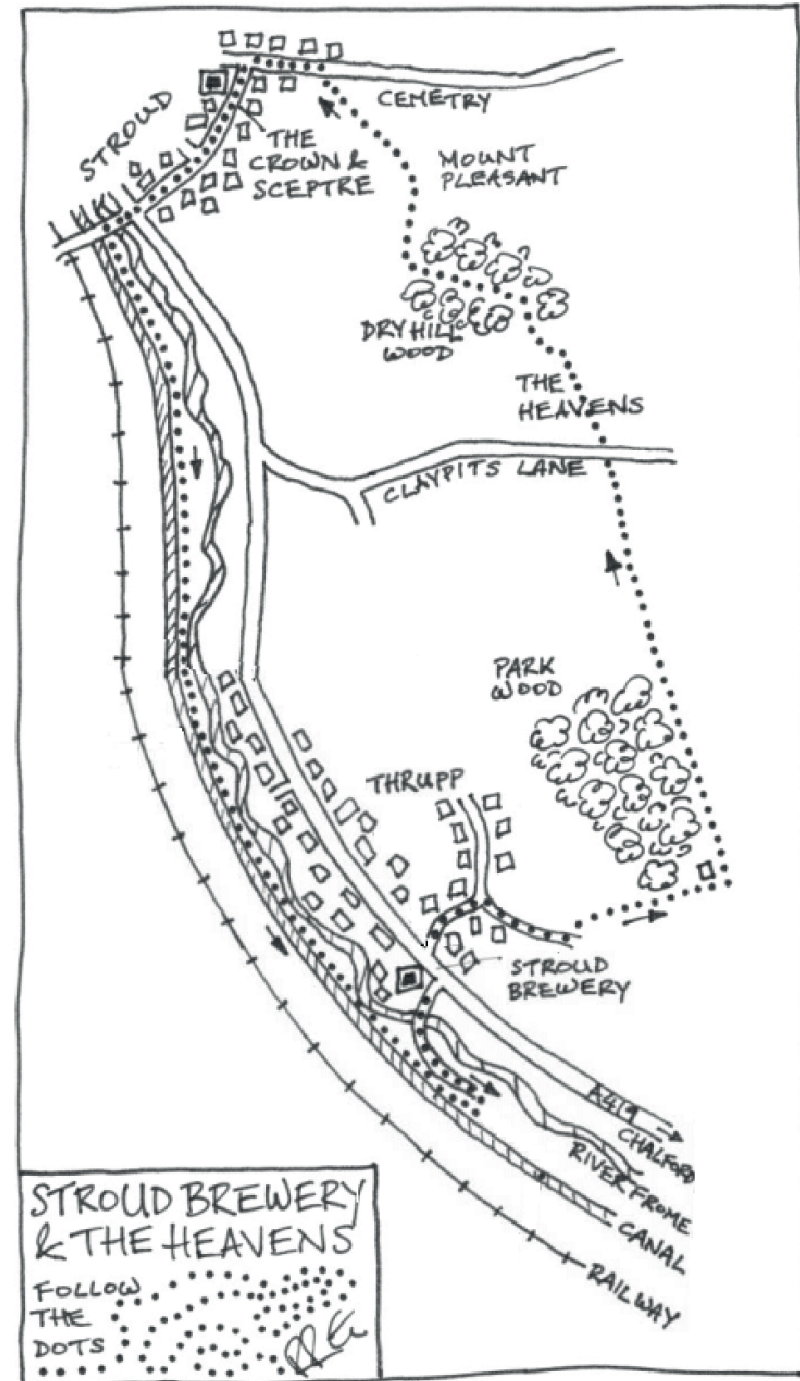 CEMETRY
STROUD
THE
CROWN &
SCEPTRE
MOUNT
PLEASANT
DRY HILL
WOOD
THE
HEAVENS
CLAYPITS LANE
PARK
WOOD
THRUPP
STROUD
BREWERY
A419
CHALFORD
RIVER FROME
CANAL
RAILWAY
STROUD BREWERY
& THE HEAVENS
FOLLOW
THE
DOTS